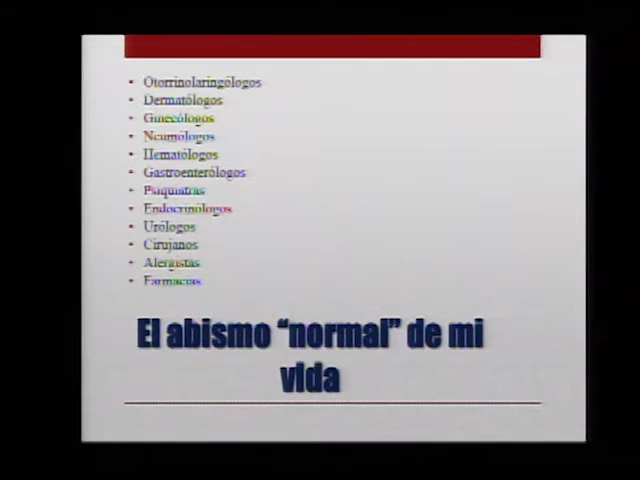 • Otorrinolaringólogos
• Dermatólogos
• Ginecólogos
• Neumólogos
• Hematólogos
• Gastroenterólogos
• Psiquiatras
• Endocrinólogos
• Urólogos
• Cirujanos
• Alergistas
• Farmacias
El abismo “normal” de mi
vida